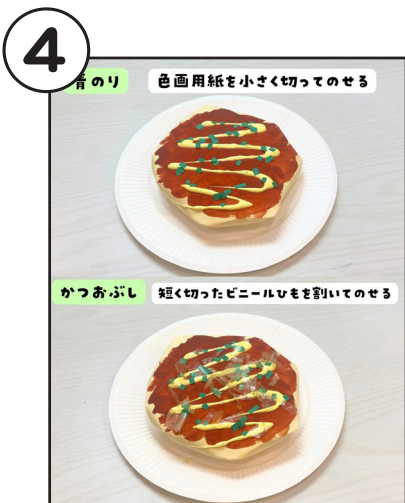 4
青のり 色画用紙を小さく切ってのせる
かつおぶし 短く切ったビニールひもを割いてのせる